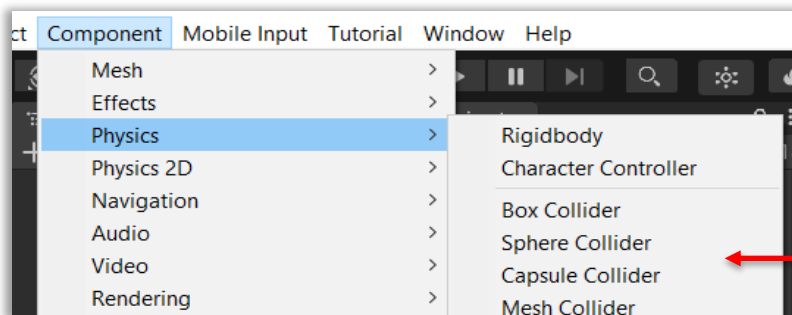 ct Component Mobile Input Tutorial Window Help
Mesh
Effects
Physics
Physics 2D
Navigation
Audio
Video
Rendering
Rigidbody
Character Controller
Box Collider
Sphere Collider
Capsule Collider
Mesh Collider